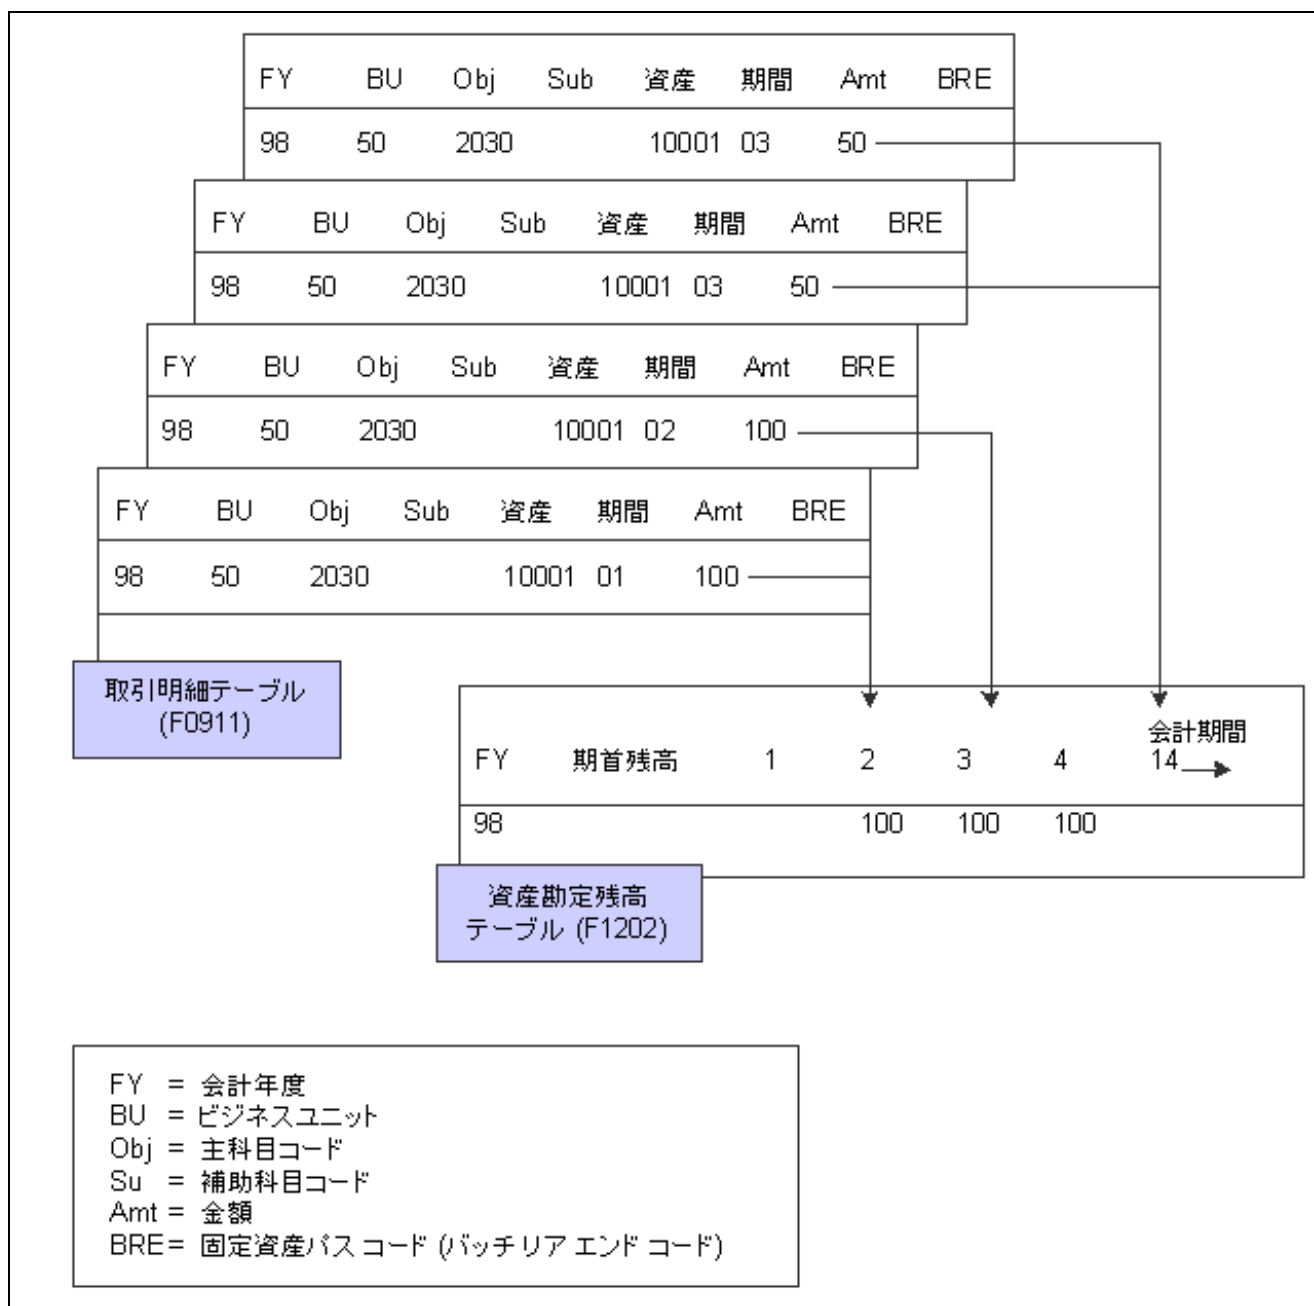 FY BU Obj Sub 資産 期間 Amt BRE
98 50 2030 10001 03 50
FY BU Obj Sub 資産 期間 Amt BRE
98 50 2030 10001 03 50
FY BU Obj Sub 資産 期間 Amt BRE
98 50 2030 10001 02 100
FY BU Obj Sub 資産 期間 Amt BRE
98 50 2030 10001 01 100
取引明細テーブル
(F0911)
会計期間
FY 期首残高 1 2 3 4 14
98 100 100 100
資産勘定残高
テーブル (F1202)
FY = 会計年度
BU = ビジネスユニット
Obj = 主科目コード
Su = 補助科目コード
Amt = 金額
BRE = 固定資産パス コード (バッチリア エンド コード)